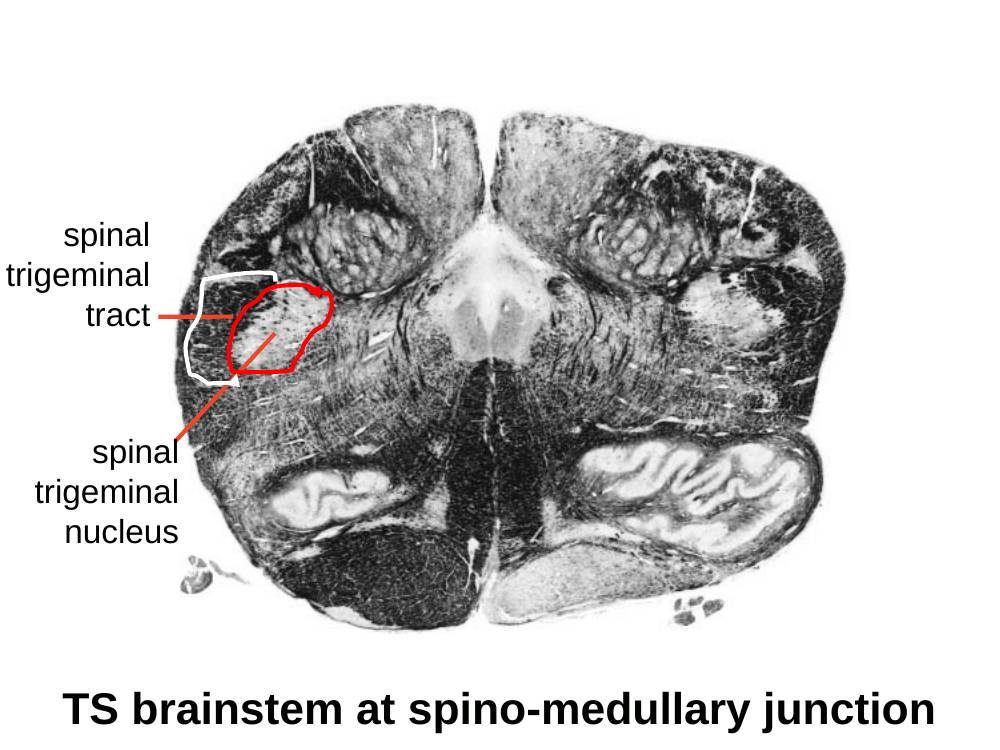 spinal
trigeminal
tract
spinal
trigeminal
nucleus
TS brainstem at spino-medullary junction